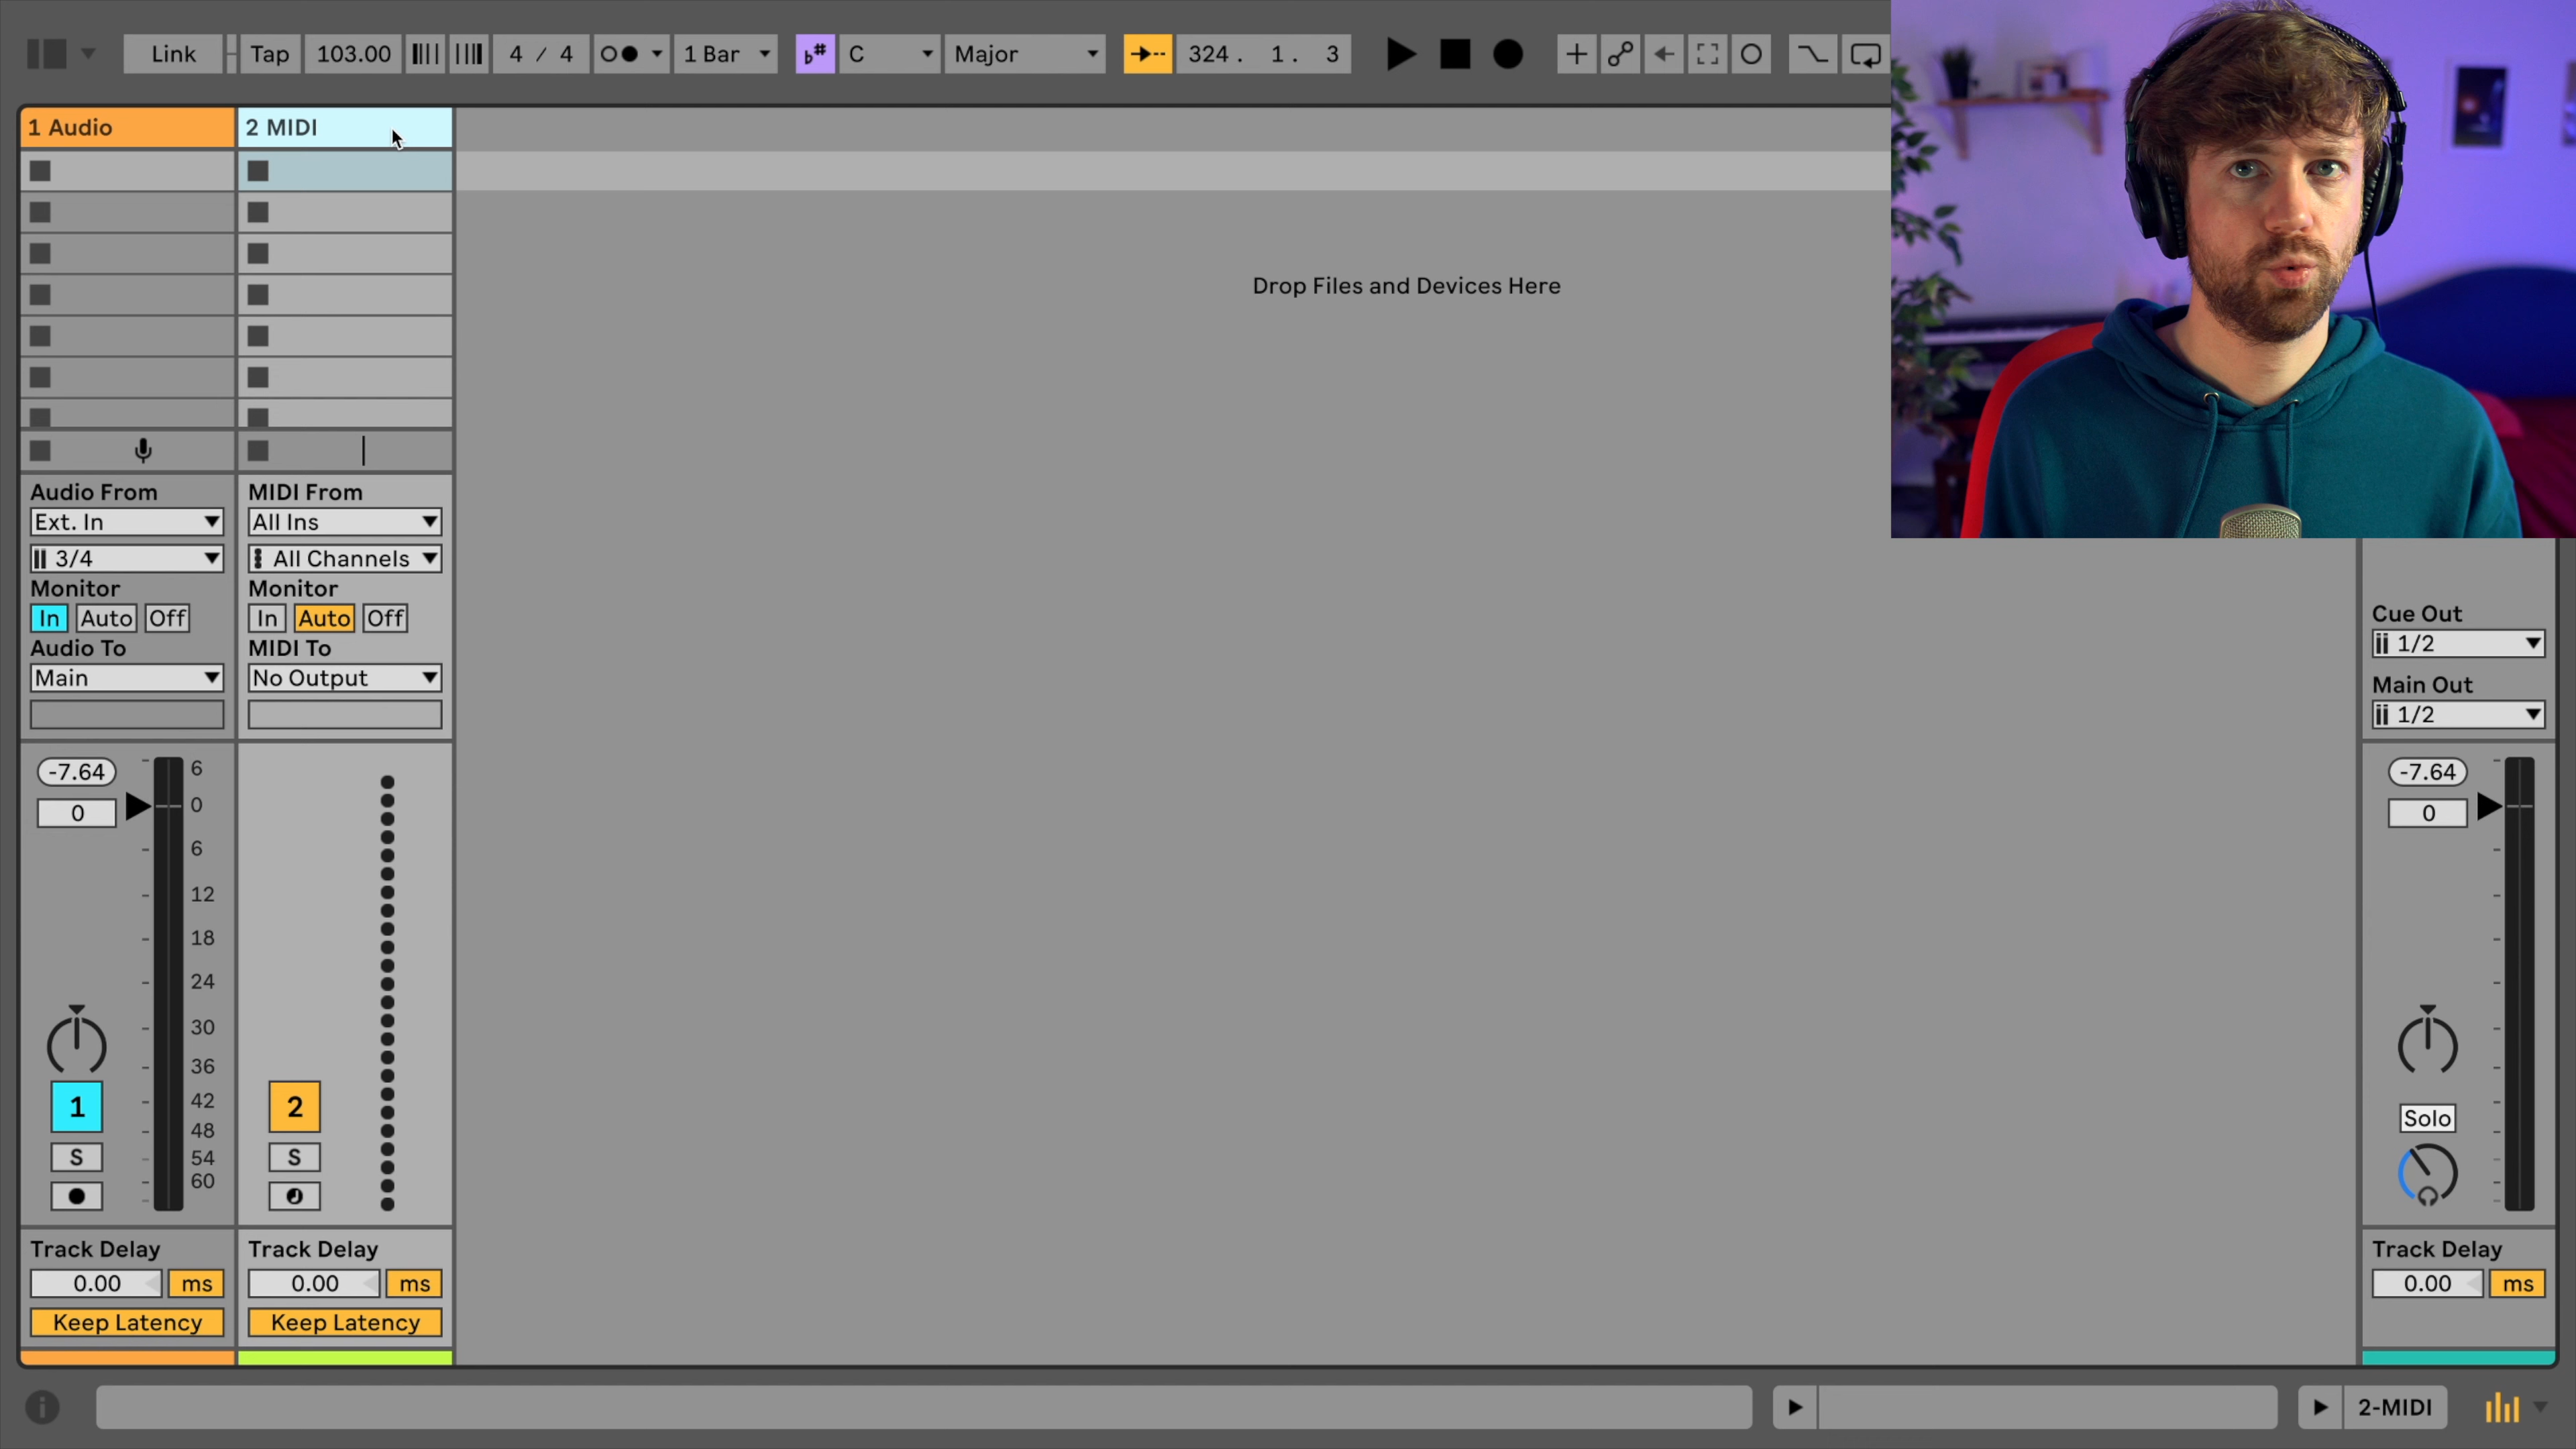 Link Tap 103.00 4 / 4 1 Bar C Major 324. 1. 3
1 Audio 2 MIDI
Drop Files and Devices Here
Audio From MIDI From
Ext. In All Ins
3/4 All Channels
Monitor Monitor
In Auto Off In Auto Off
Audio To MIDI To
Main No Output
Cue Out
1/2
Main Out
1/2
-7.64 6 -7.64
0 0 0
6
12
18
24
30
36
1 2 42 Solo
48
S S 54
60
Track Delay Track Delay Track Delay
0.00 ms 0.00 ms 0.00 ms
Keep Latency Keep Latency
2-MIDI